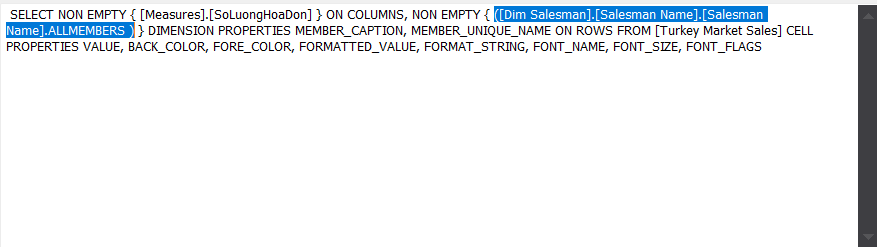 SELECT NON EMPTY { [Measures].[SoLuongHoaDon] } ON COLUMNS, NON EMPTY { ([Dim Salesman].[Salesman Name].[Salesman
Name].ALLMEMBERS ) } DIMENSION PROPERTIES MEMBER_CAPTION, MEMBER_UNIQUE_NAME ON ROWS FROM [Turkey Market Sales] CELL
PROPERTIES VALUE, BACK_COLOR, FORE_COLOR, FORMATTED_VALUE, FORMAT_STRING, FONT_NAME, FONT_SIZE, FONT_FLAGS